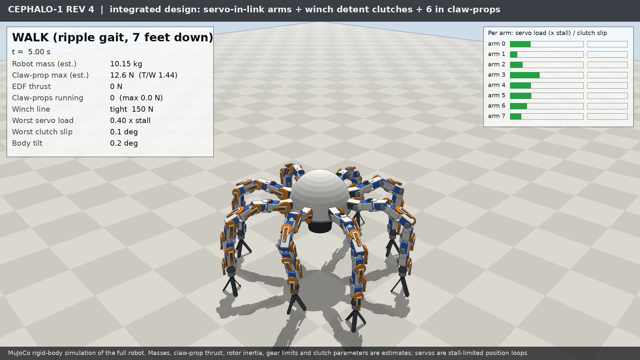 CEPHALO-1 REV 4 | integrated design: servo-in-link arms + winch detent clutches + 6 in claw-props
WALK (ripple gait, 7 feet down)
t = 5.00 s
Robot mass (est.) 10.15 kg
Claw-prop max (est.) 12.6 N (T/W 1.44)
EDF thrust 0 N
Claw-props running 0 (max 0.0 N)
Winch line tight 150 N
Worst servo load 0.40 x stall
Worst clutch slip 0.1 deg
Body tilt 0.2 deg
Per arm: servo load (x stall) / clutch slip
arm 0
arm 1
arm 2
arm 3
arm 4
arm 5
arm 6
arm 7
MuJoCo rigid-body simulation of the full robot. Masses, claw-prop thrust, rotor inertia, gear limits and clutch parameters are estimates; servos are stall-limited position loops.